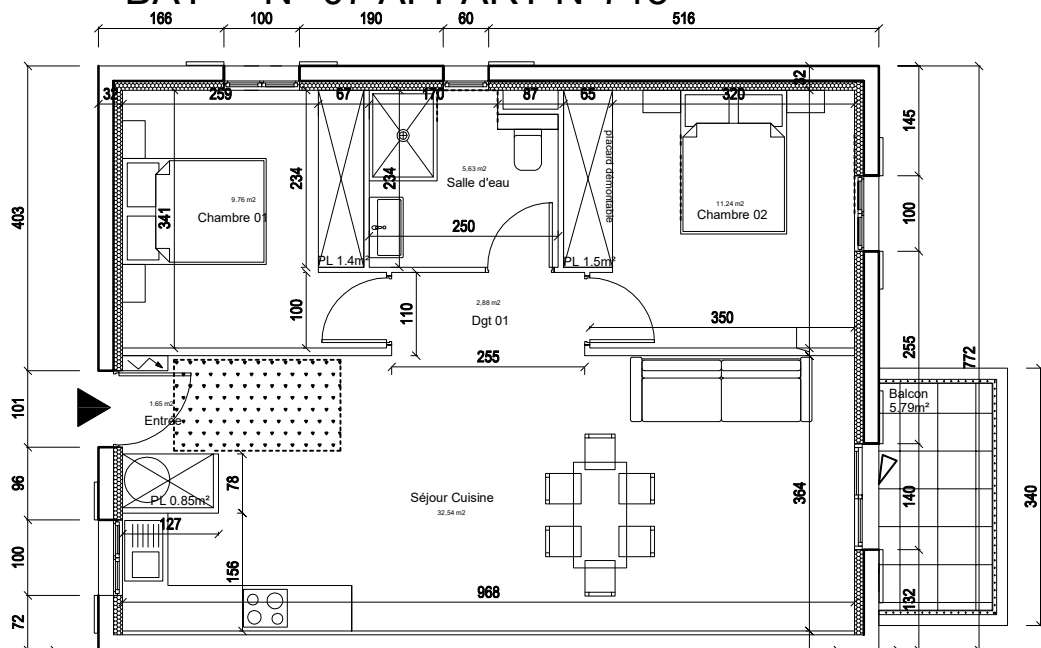 166 100 190 60 516
32 259 67 170 87 65 320 32
145
403 341 234 234 100
9.76 m2
Chambre 01
5,63 m2
Salle d'eau
250
placard démontable
11.24 m2
Chambre 02
PL 1.4m²
PL 1.5m²
100 110
2,88 m2
Dgt 01
350
255
255
772
101
1.65 m2
Entrée
Balcon
5.79m²
96
PL 0.85m²
78
127
Séjour Cuisine
32,54 m2
364
140
340
100
156
968
132
72